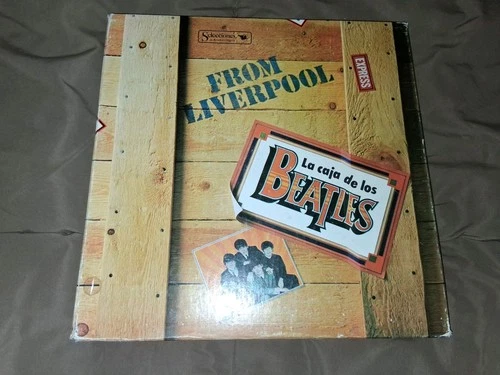 Selecciones
FROM
LIVERPOOL
EXPRESS
La caja de los
BEATLES